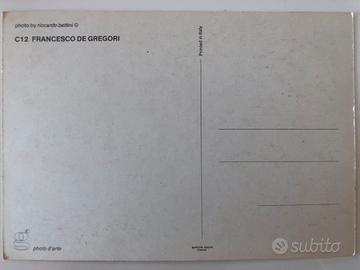 photo by riccardo bettini ©
C12 FRANCESCO DE GREGORI
Printed in Italy
photo d'arte
subito